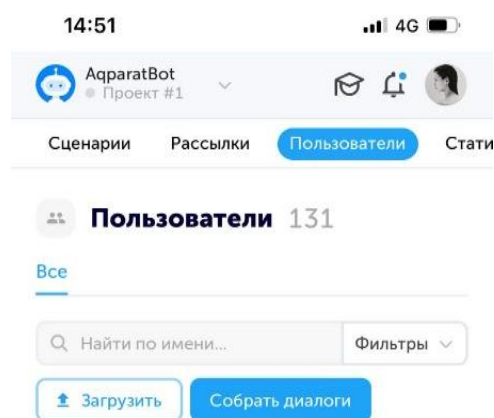 14:51 4G
AqparatBot
Проект #1
Сценарии Рассылки Пользователи Стати
Пользователи 131
Все
Найти по имени... Фильтры
Загрузить Собрать диалоги